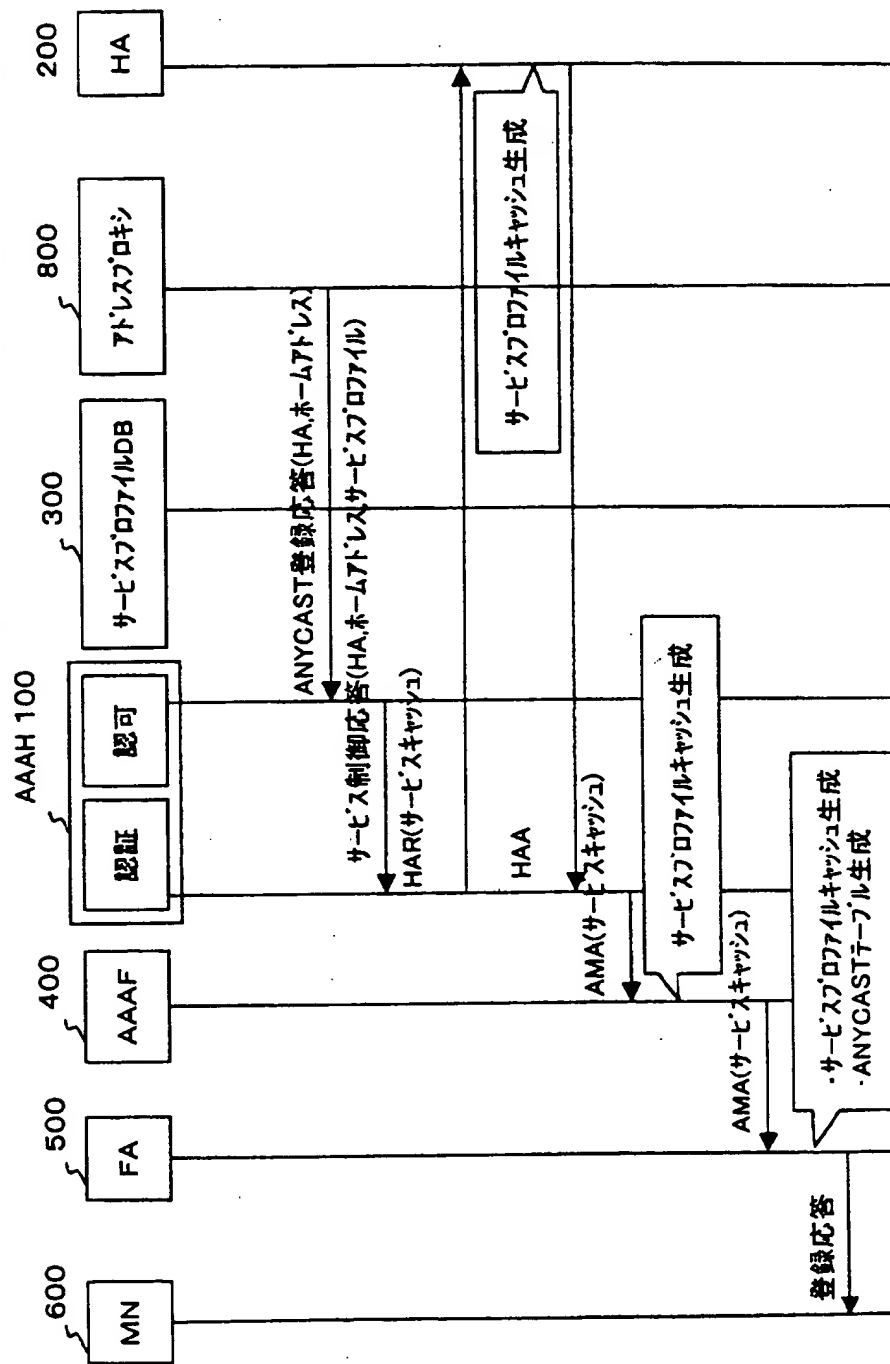 600
MN
500
FA
400
AAAF
AAAH 100
認証
認可
300
サービスプロファイルDB
800
アドレスプロキシ
200
HA
ANYCAST登録応答(HA,ホームアドレス)
サービス制御応答(HA,ホームアドレス,サービスプロファイル)
HAR(サービスキャッシュ)
サービスプロファイルキャッシュ生成
HAA
AMA(サービスキャッシュ)
サービスプロファイルキャッシュ生成
AMA(サービスキャッシュ)
・サービスプロファイルキャッシュ生成
・ANYCASTテーブル生成
登録応答